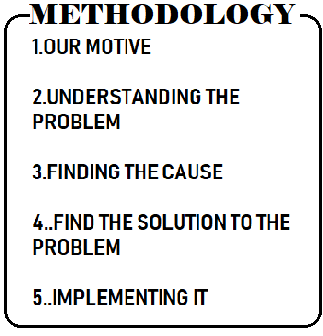 METHODOLOGY
1.OUR MOTIVE
2.UNDERSTANDING THE
PROBLEM
3.FINDING THE CAUSE
4..FIND THE SOLUTION TO THE
PROBLEM
5..IMPLEMENTING IT